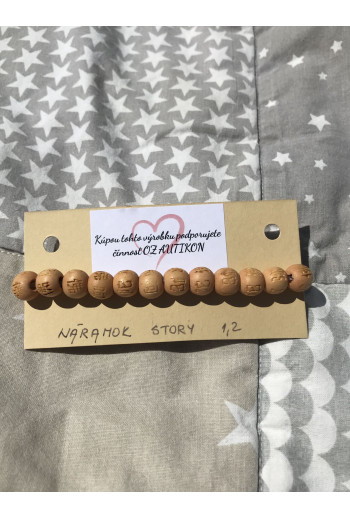 Kúpou tohto výrobku podporujete
činnosť OZ AUTIKON
NÁRAMOK STORY 1,2